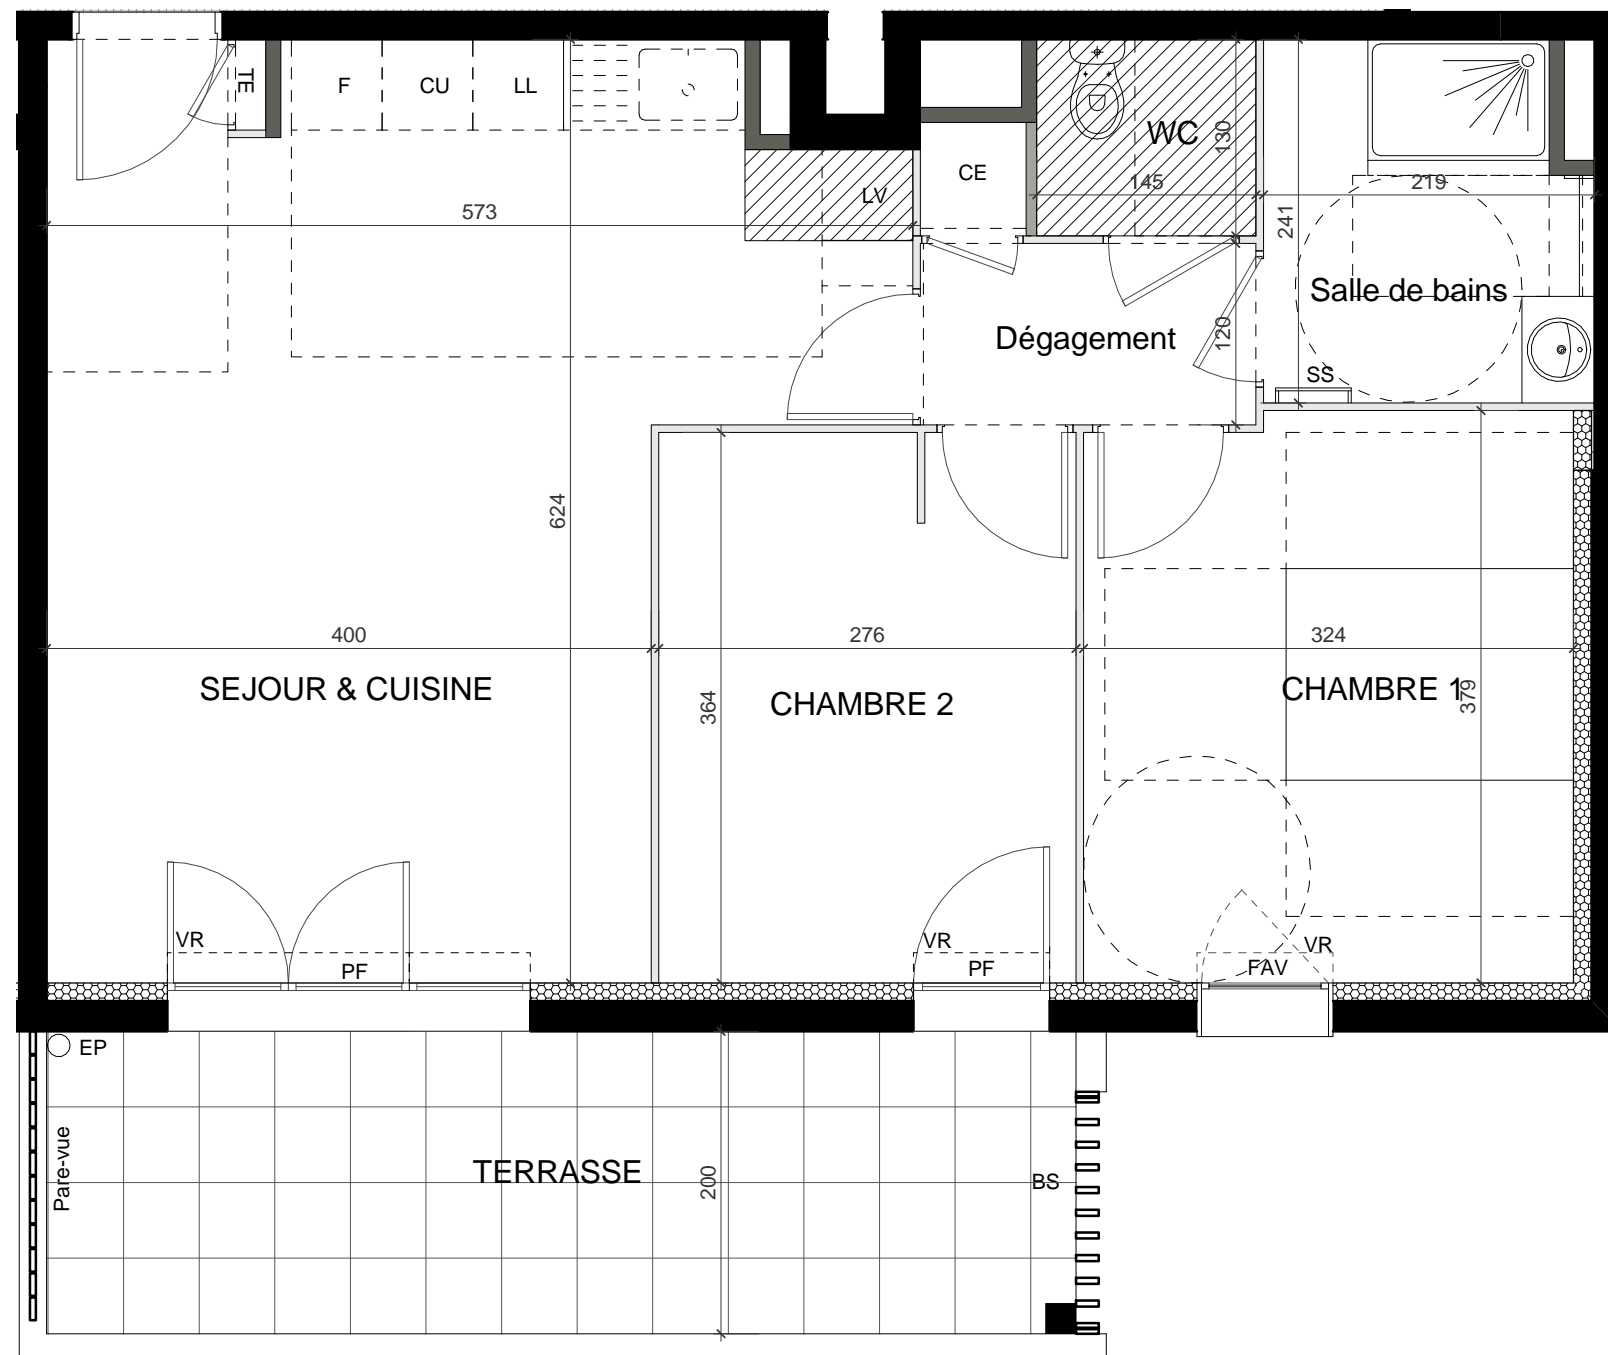 TE
F
CU
LL
WC
130
CE
145
219
LV
573
241
Salle de bains
Dégagement
120
SS
624
400
276
324
SEJOUR & CUISINE
CHAMBRE 2
CHAMBRE 1
364
379
VR
PF
VR
PF
VR
FAV
EP
Pare-vue
TERRASSE
200
BS